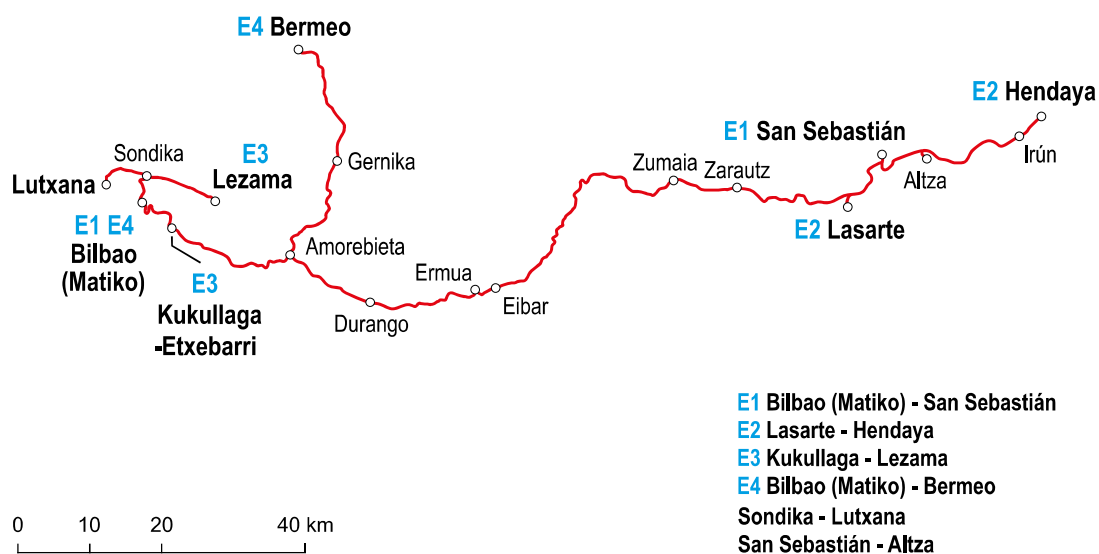 E4 Bermeo
E2 Hendaya
E1 San Sebastián
Sondika
E3
Lezama
Gernika
Irún
Zumaia
Zarautz
Altza
Lutxana
E1 E4
Bilbao
(Matiko)
E2 Lasarte
Amorebieta
E3
Kukullaga
-Etxebarri
Ermua
Eibar
Durango
E1 Bilbao (Matiko) - San Sebastián
E2 Lasarte - Hendaya
E3 Kukullaga - Lezama
E4 Bilbao (Matiko) - Bermeo
Sondika - Lutxana
San Sebastián - Altza
0 10 20 40 km